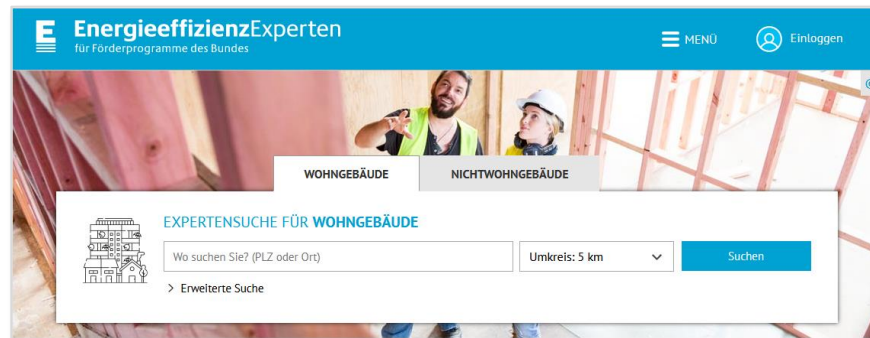 EnergieeffizienzExperten
für Förderprogramme des Bundes
MENÜ
Einloggen
WOHNGEBÄUDE
NICHTWOHNGEBÄUDE
EXPERTENSUCHE FÜR WOHNGEBÄUDE
Wo suchen Sie? (PLZ oder Ort)
Umkreis: 5 km
Suchen
> Erweiterte Suche